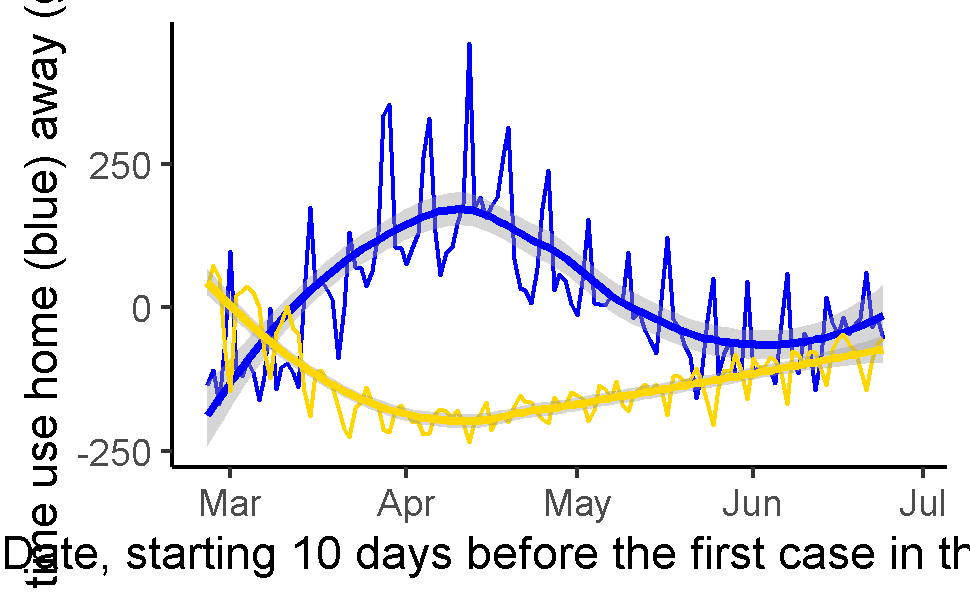 time use home (blue) away (
250
0
-250
Mar Apr May Jun Jul
Date, starting 10 days before the first case in th